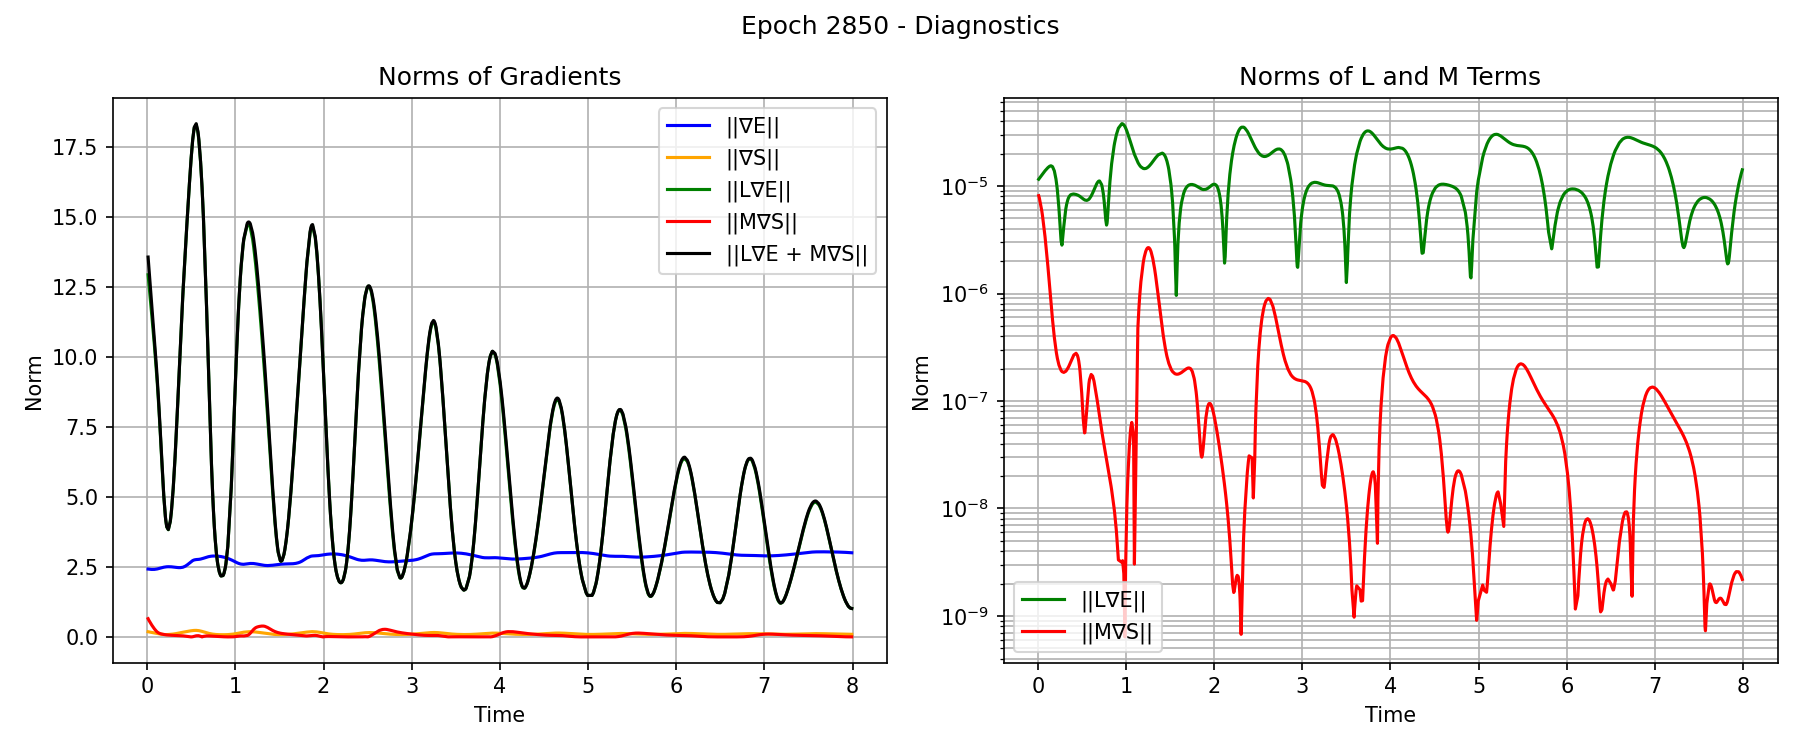 Epoch 2850 - Diagnostics
Norms of Gradients
Norm
17.5
15.0
12.5
10.0
7.5
5.0
2.5
0.0
||∇E||
||∇S||
||L∇E||
||M∇S||
||L∇E + M∇S||
0 1 2 3 4 5 6 7 8
Time
Norms of L and M Terms
Norm
10⁻⁵
10⁻⁶
10⁻⁷
10⁻⁸
10⁻⁹
||L∇E||
||M∇S||
0 1 2 3 4 5 6 7 8
Time